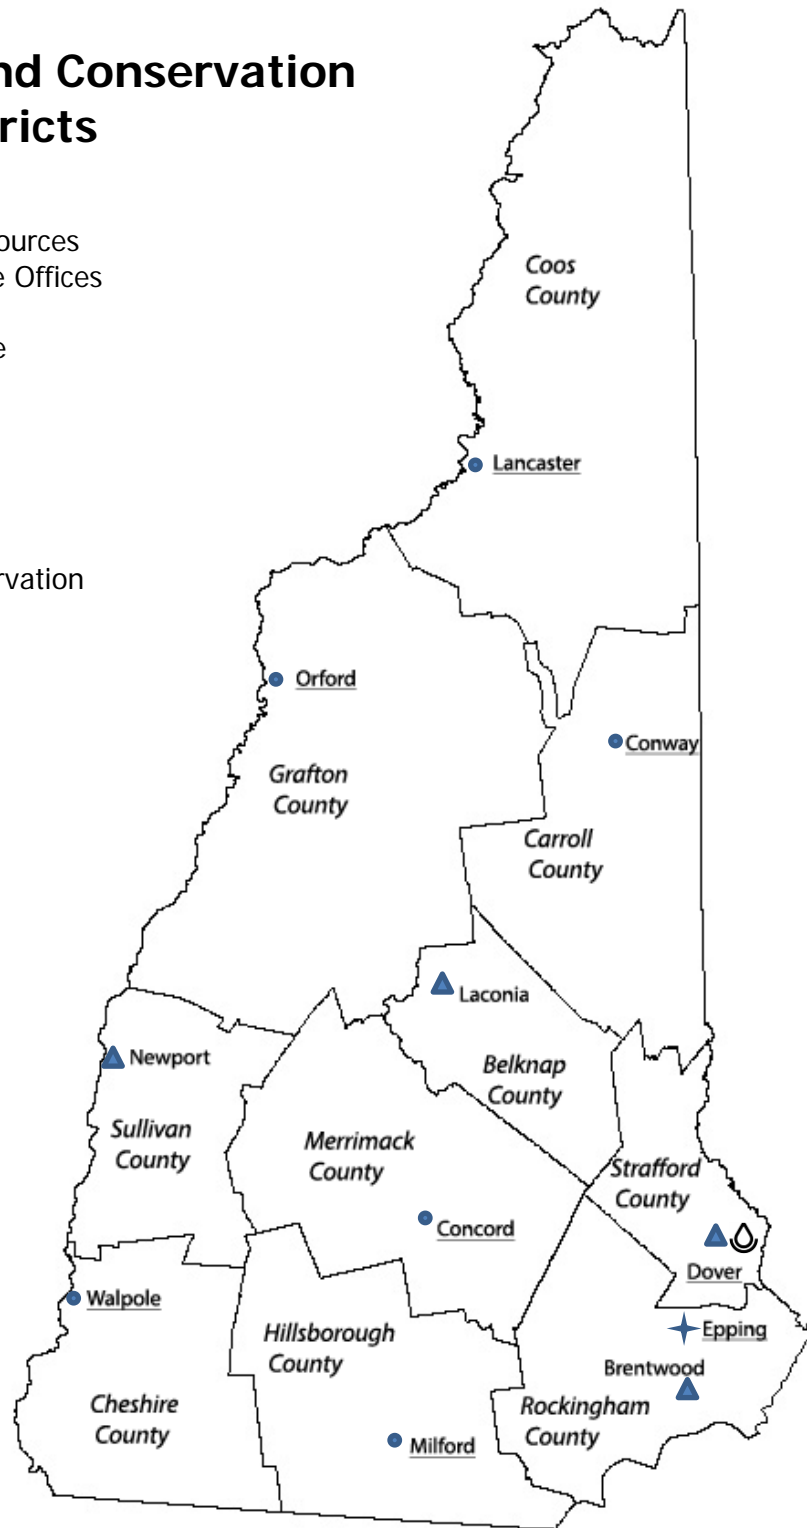 nd Conservation
ricts
ources
e Offices
e
rvation
Coos
County
Lancaster
Orford
Conway
Grafton
County
Carroll
County
Laconia
Newport
Belknap
County
Sullivan
County
Merrimack
County
Strafford
County
Concord
Dover
Walpole
Epping
Hillsborough
County
Brentwood
Cheshire
County
Rockingham
County
Milford